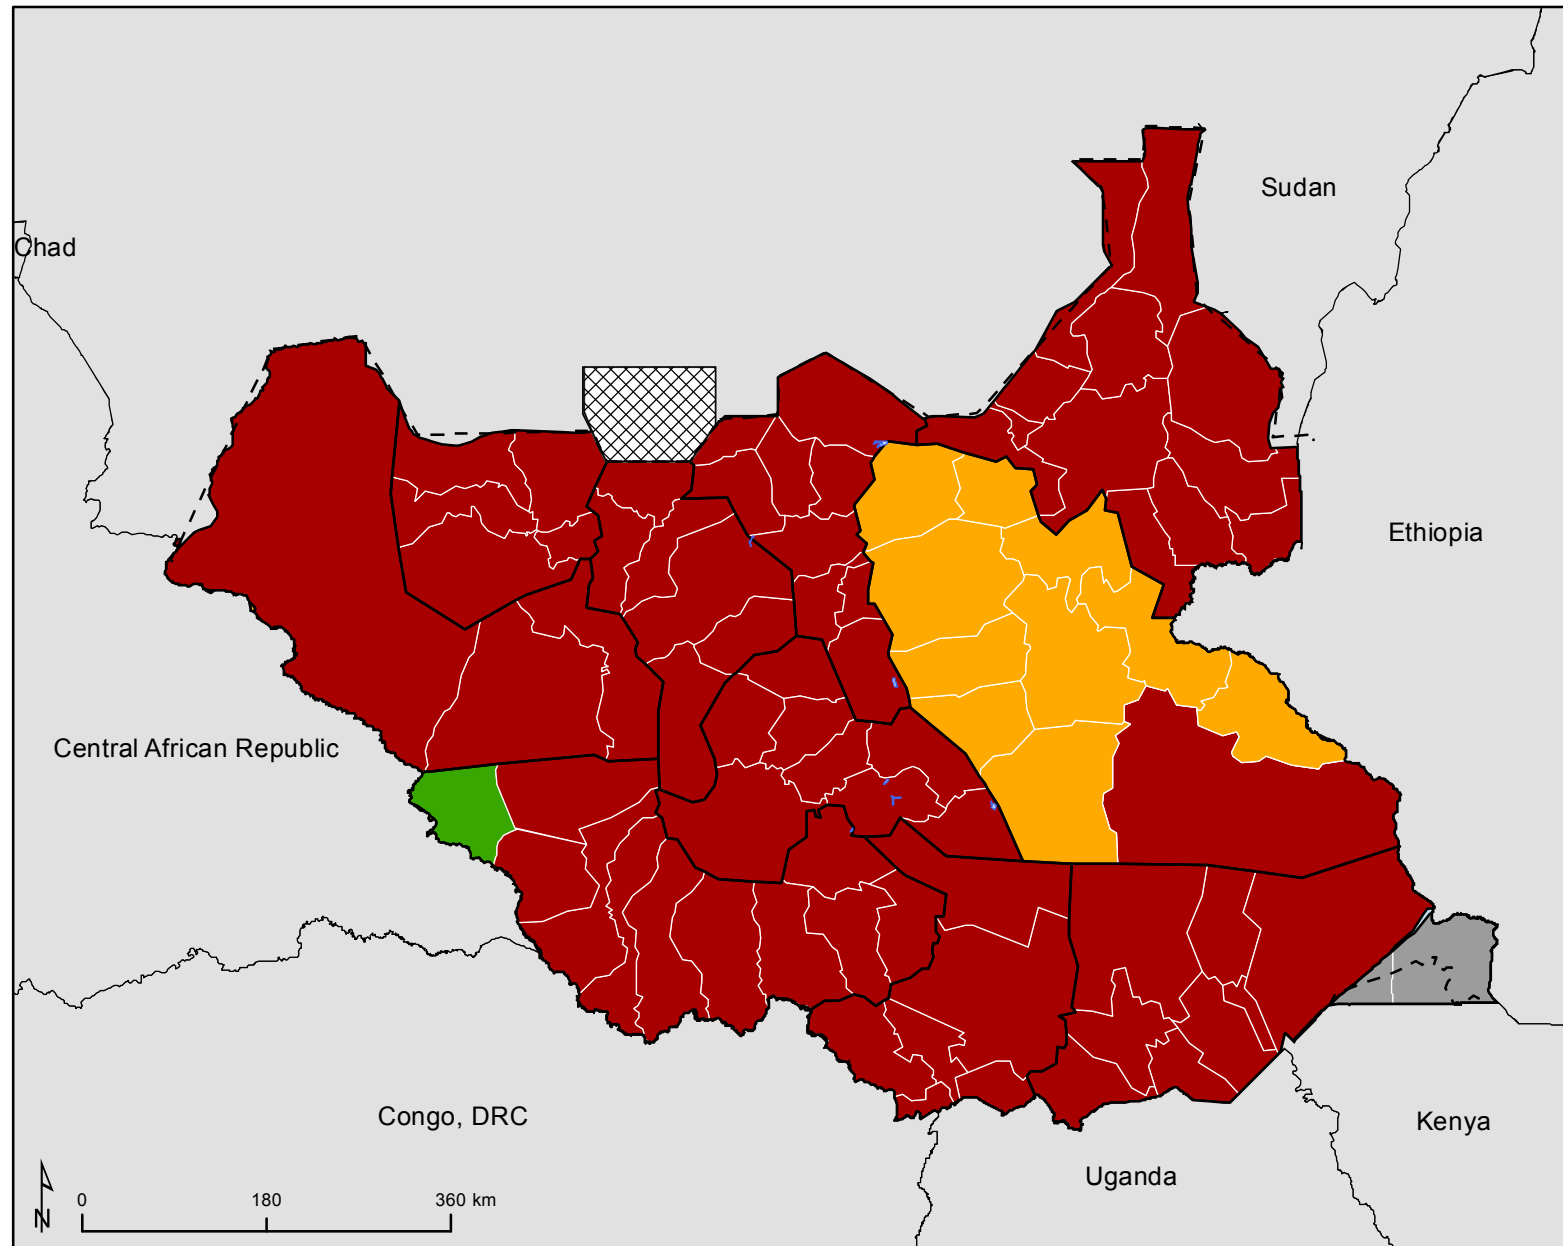 Sudan
Chad
Ethiopia
Central African Republic
Congo, DRC
Kenya
Uganda
N
0 180 360 km